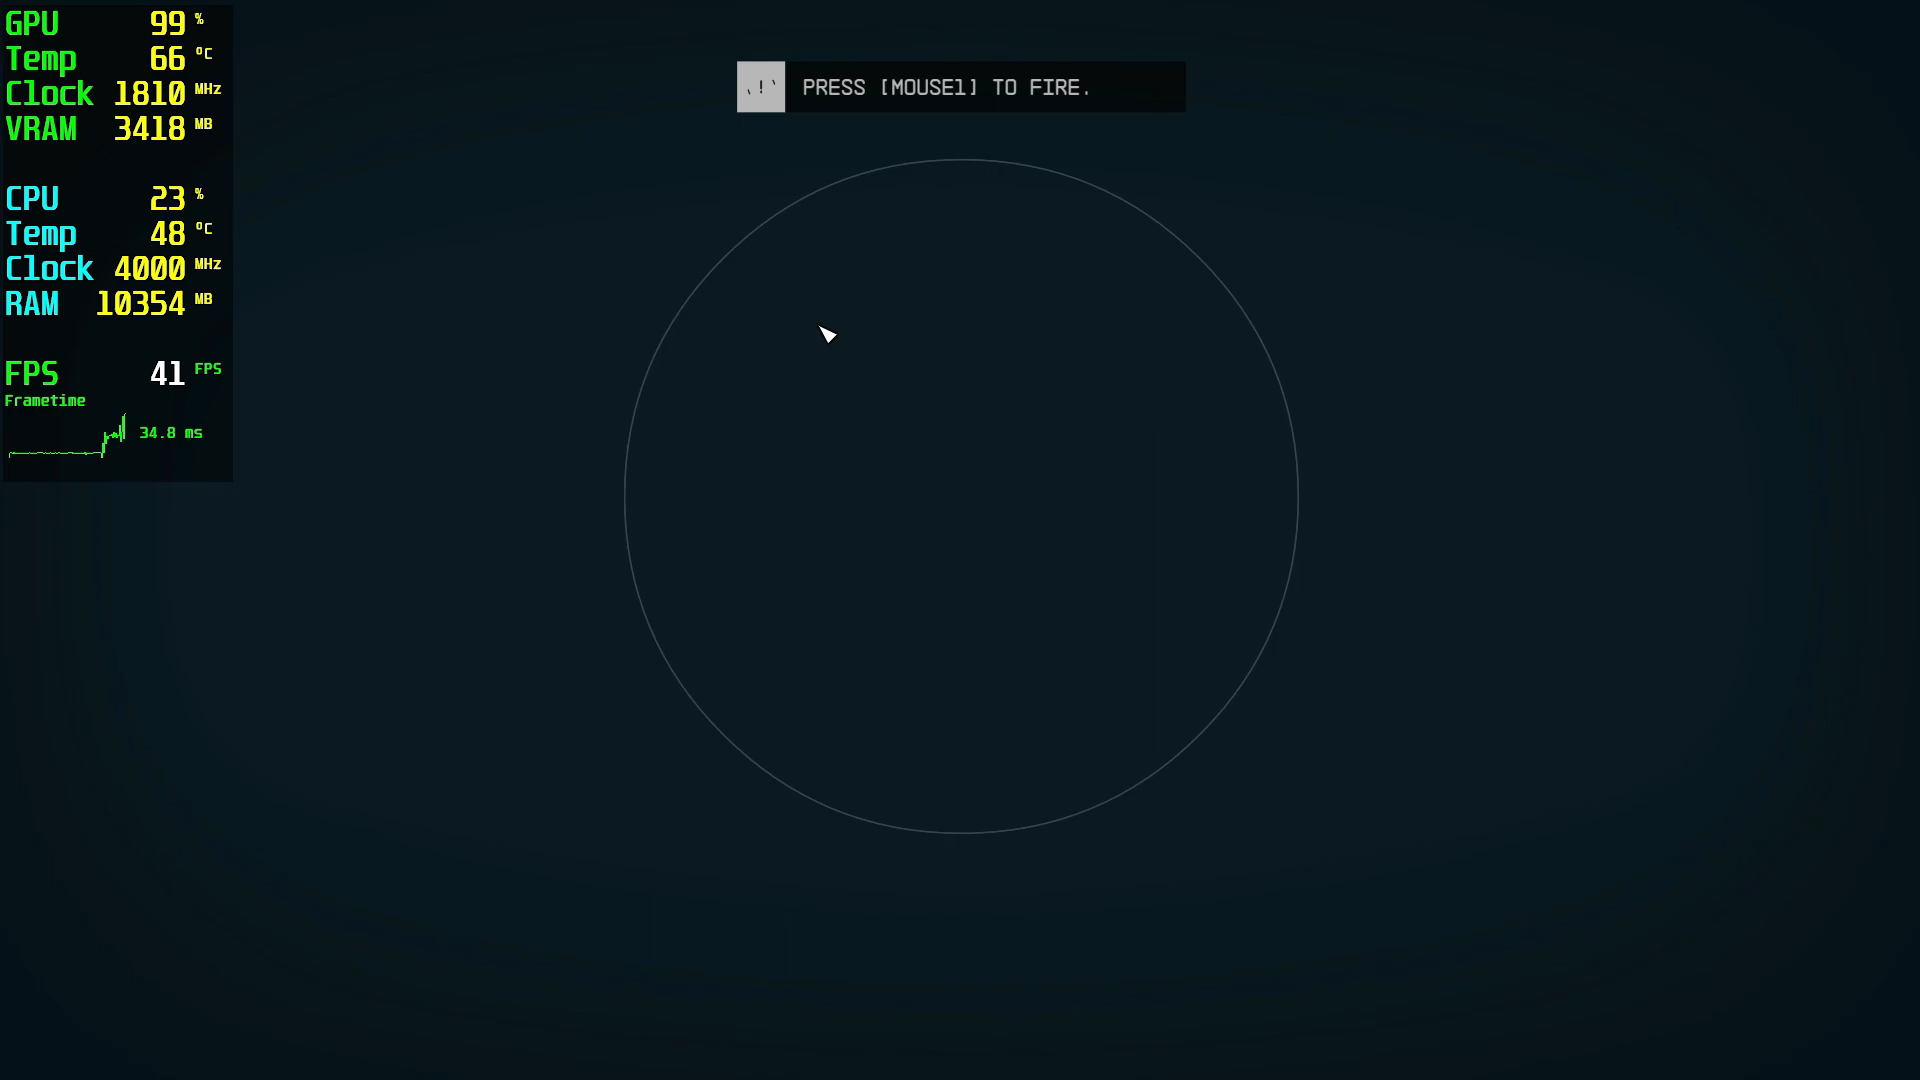 GPU 99 %
Temp 66 °C
Clock 1810 MHz
VRAM 3418 MB
CPU 23 %
Temp 48 °C
Clock 4000 MHz
RAM 10354 MB
FPS 41 FPS
Frametime
34.8 ms
! PRESS [MOUSE1] TO FIRE.